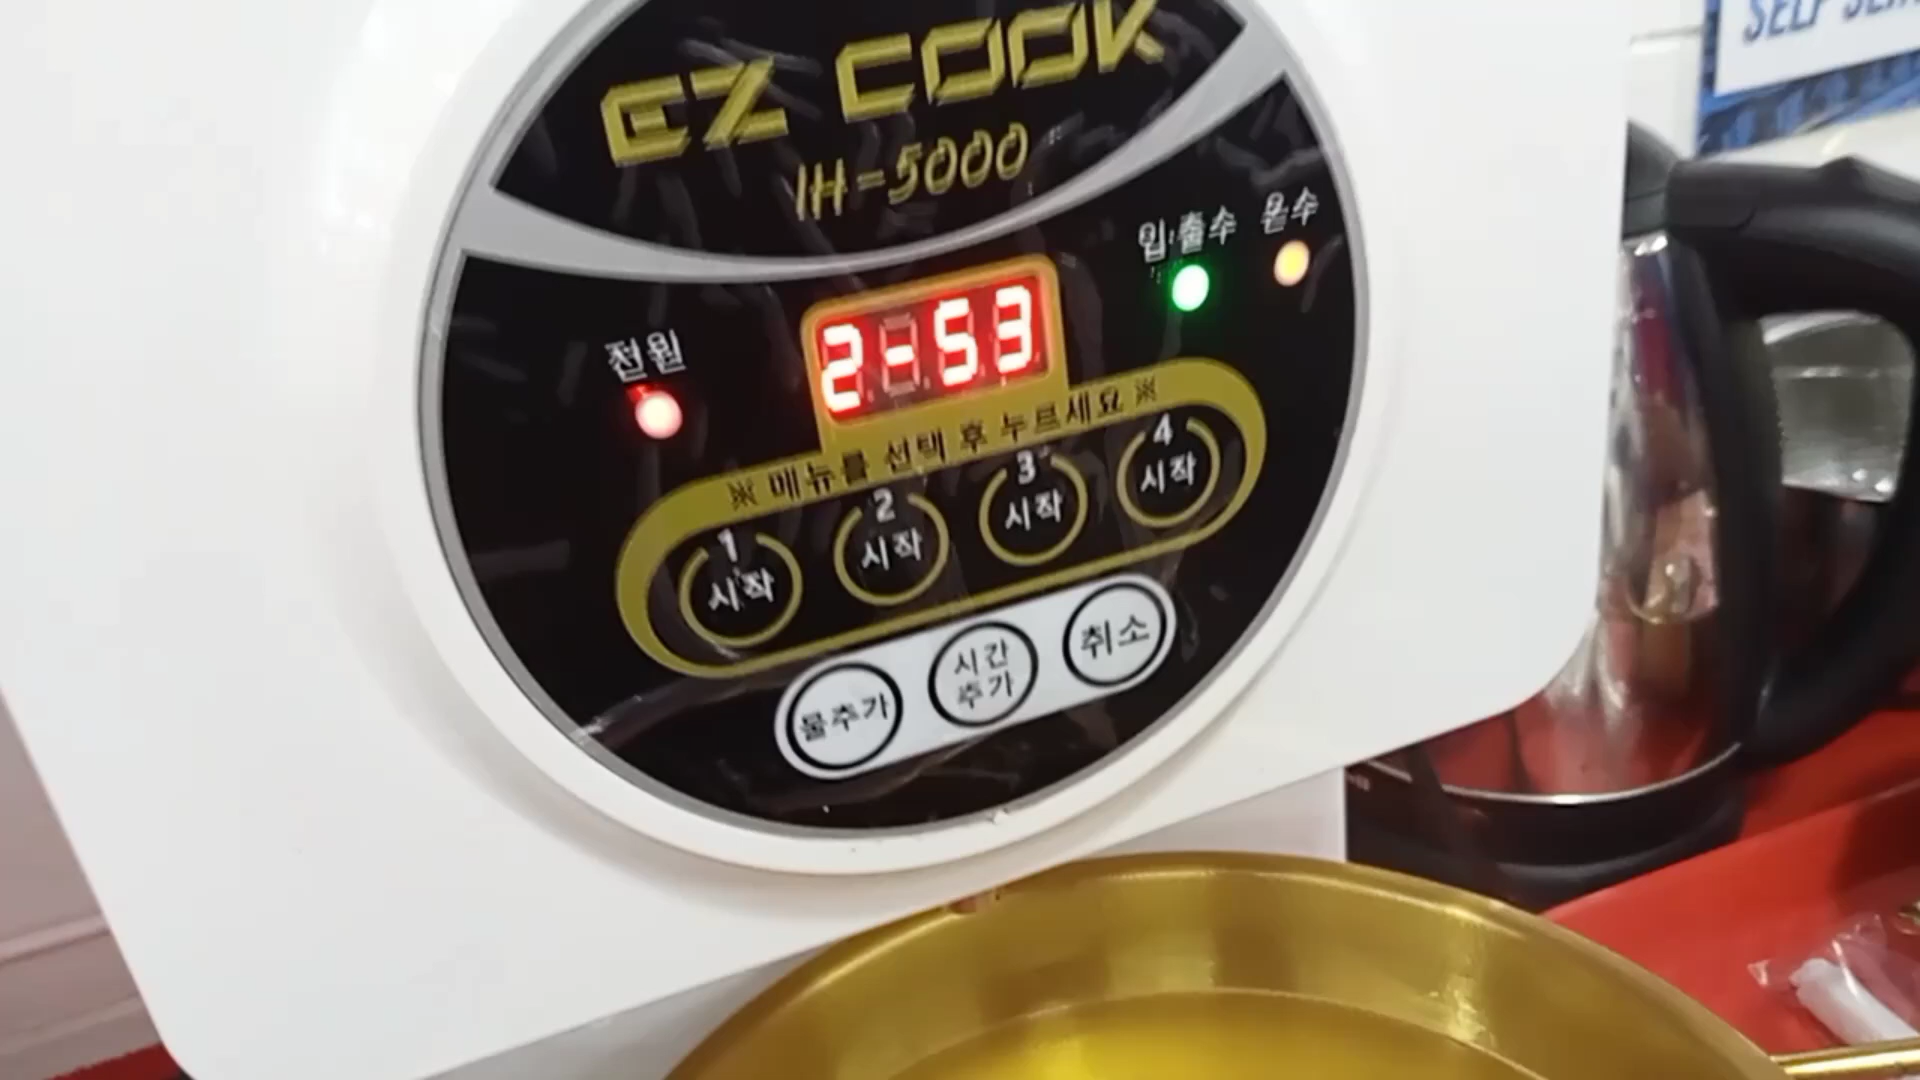 SELF
EZ COOK
IH-5000
입·출수 온수
전원
2-53
※ 메뉴를 선택 후 누르세요 ※
1 시작
2 시작
3 시작
4 시작
물추가
시간
추가
취소